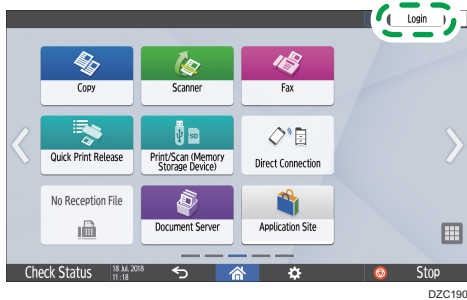 Login
Copy
Scanner
Fax
Quick Print Release
Print/Scan (Memory
Storage Device)
SD
Direct Connection
No Reception File
Document Server
Application Site
Check Status
18 Jul. 2018
11 :18
Stop
DZC190